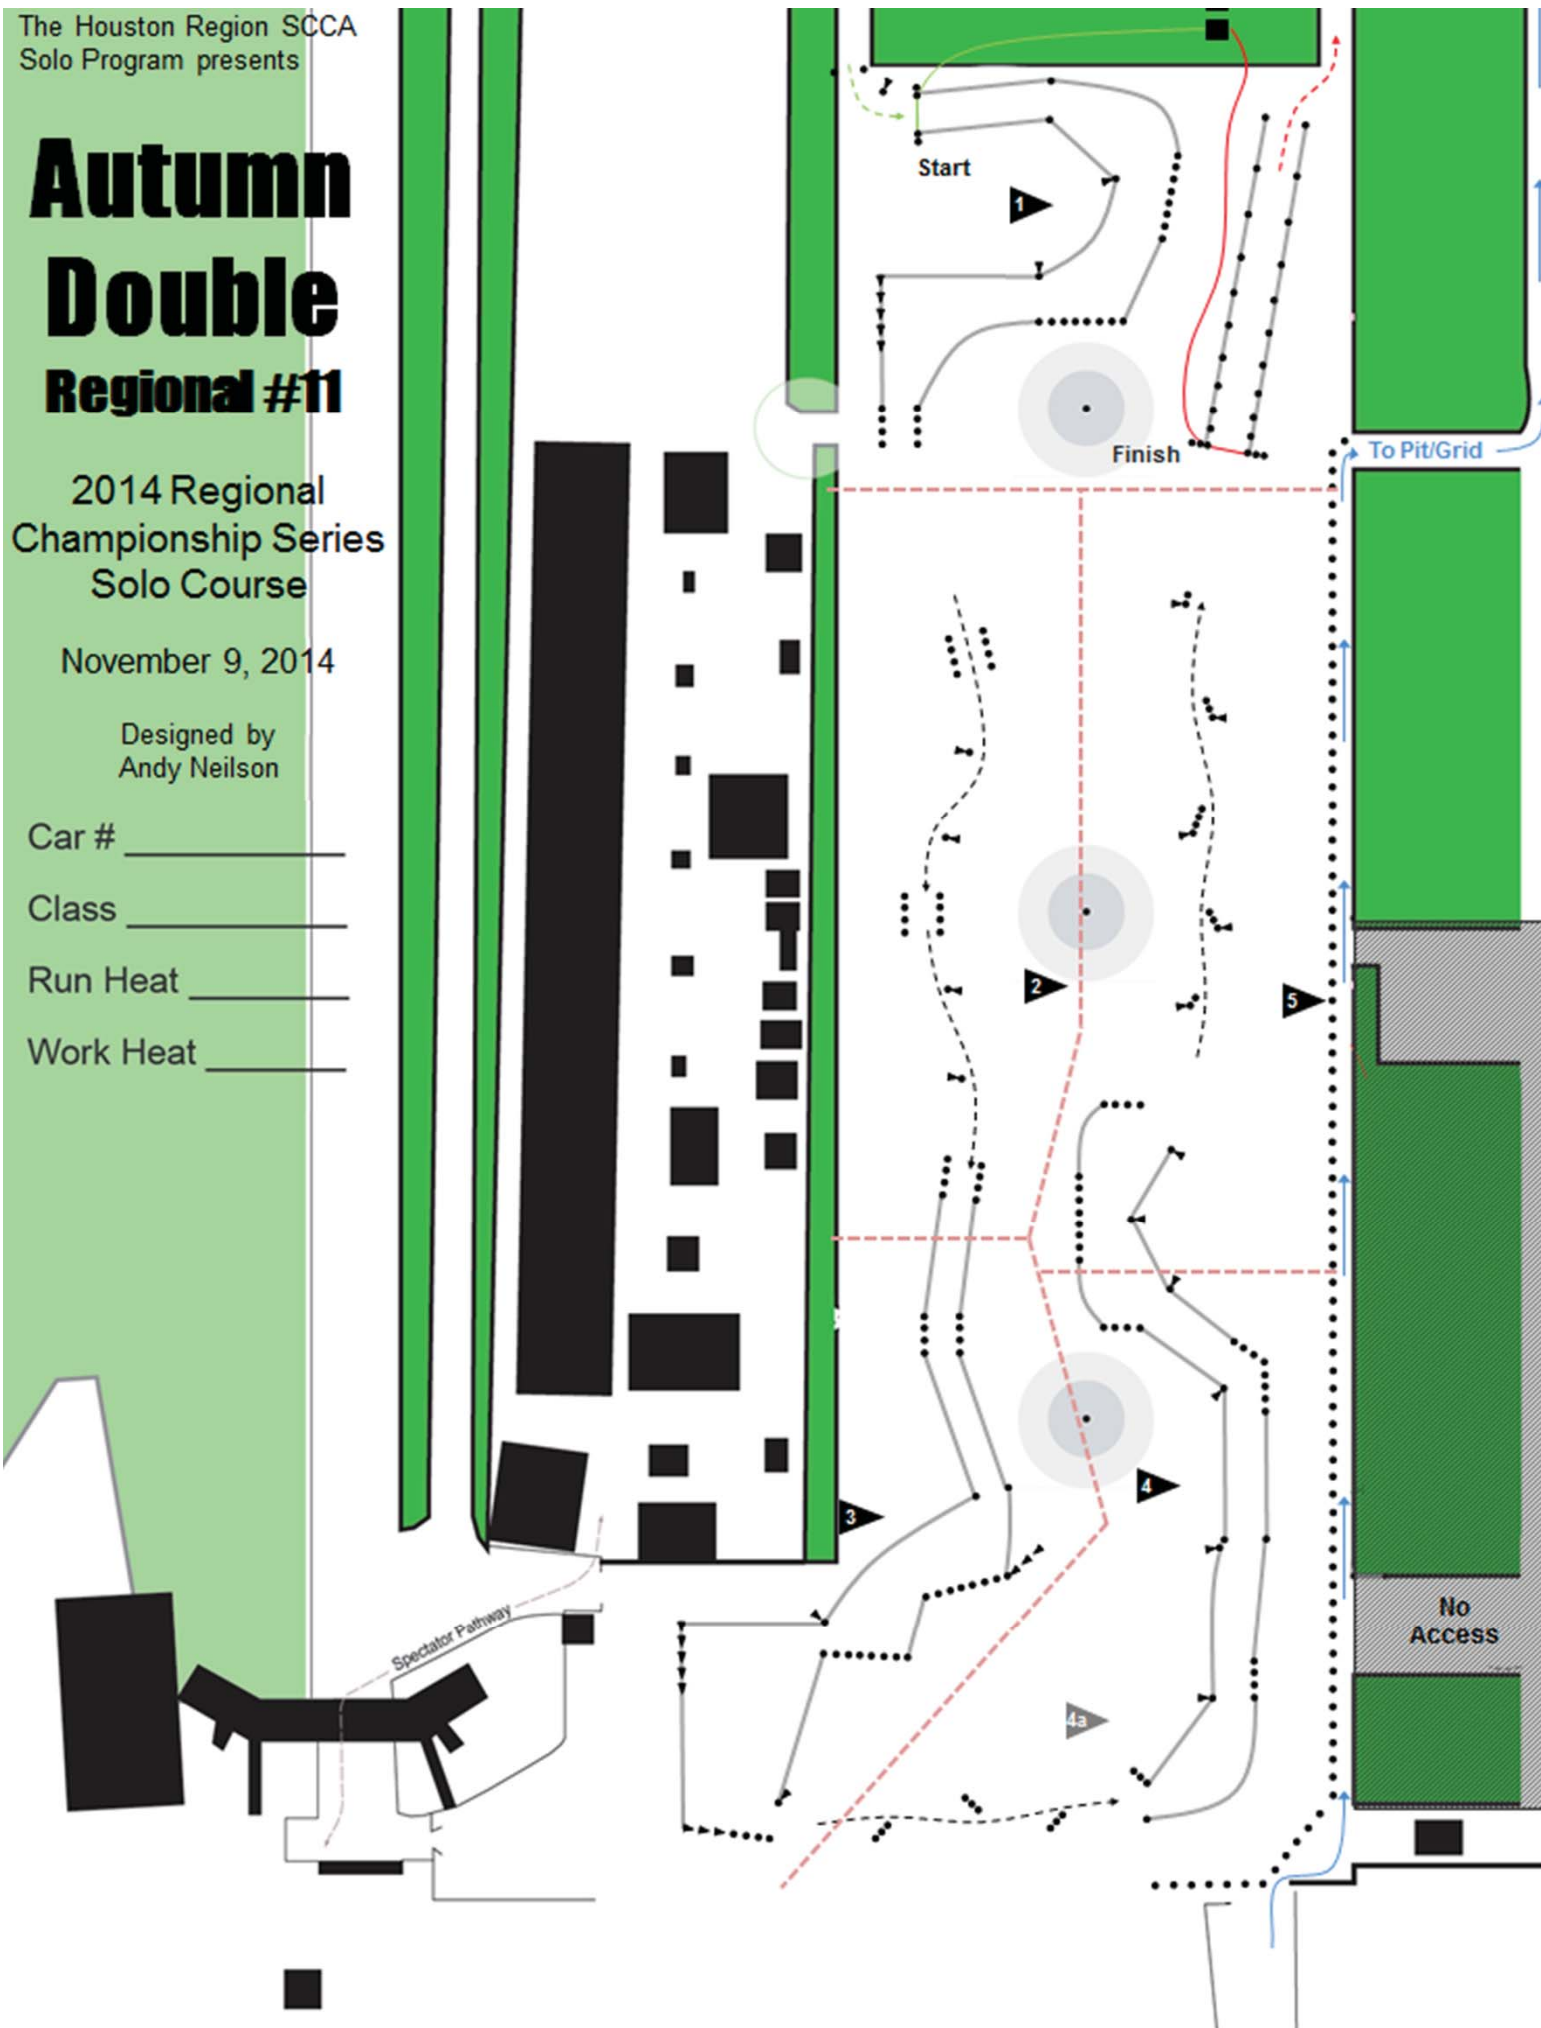 The Houston Region SCCA
Solo Program presents
Autumn
Double
Regional #11
2014 Regional
Championship Series
Solo Course
November 9, 2014
Designed by
Andy Neilson
Car #
Class
Run Heat
Work Heat
Start
1
Finish
To Pit/Grid
2
5
3
4
4a
No
Access
Spectator Pathway